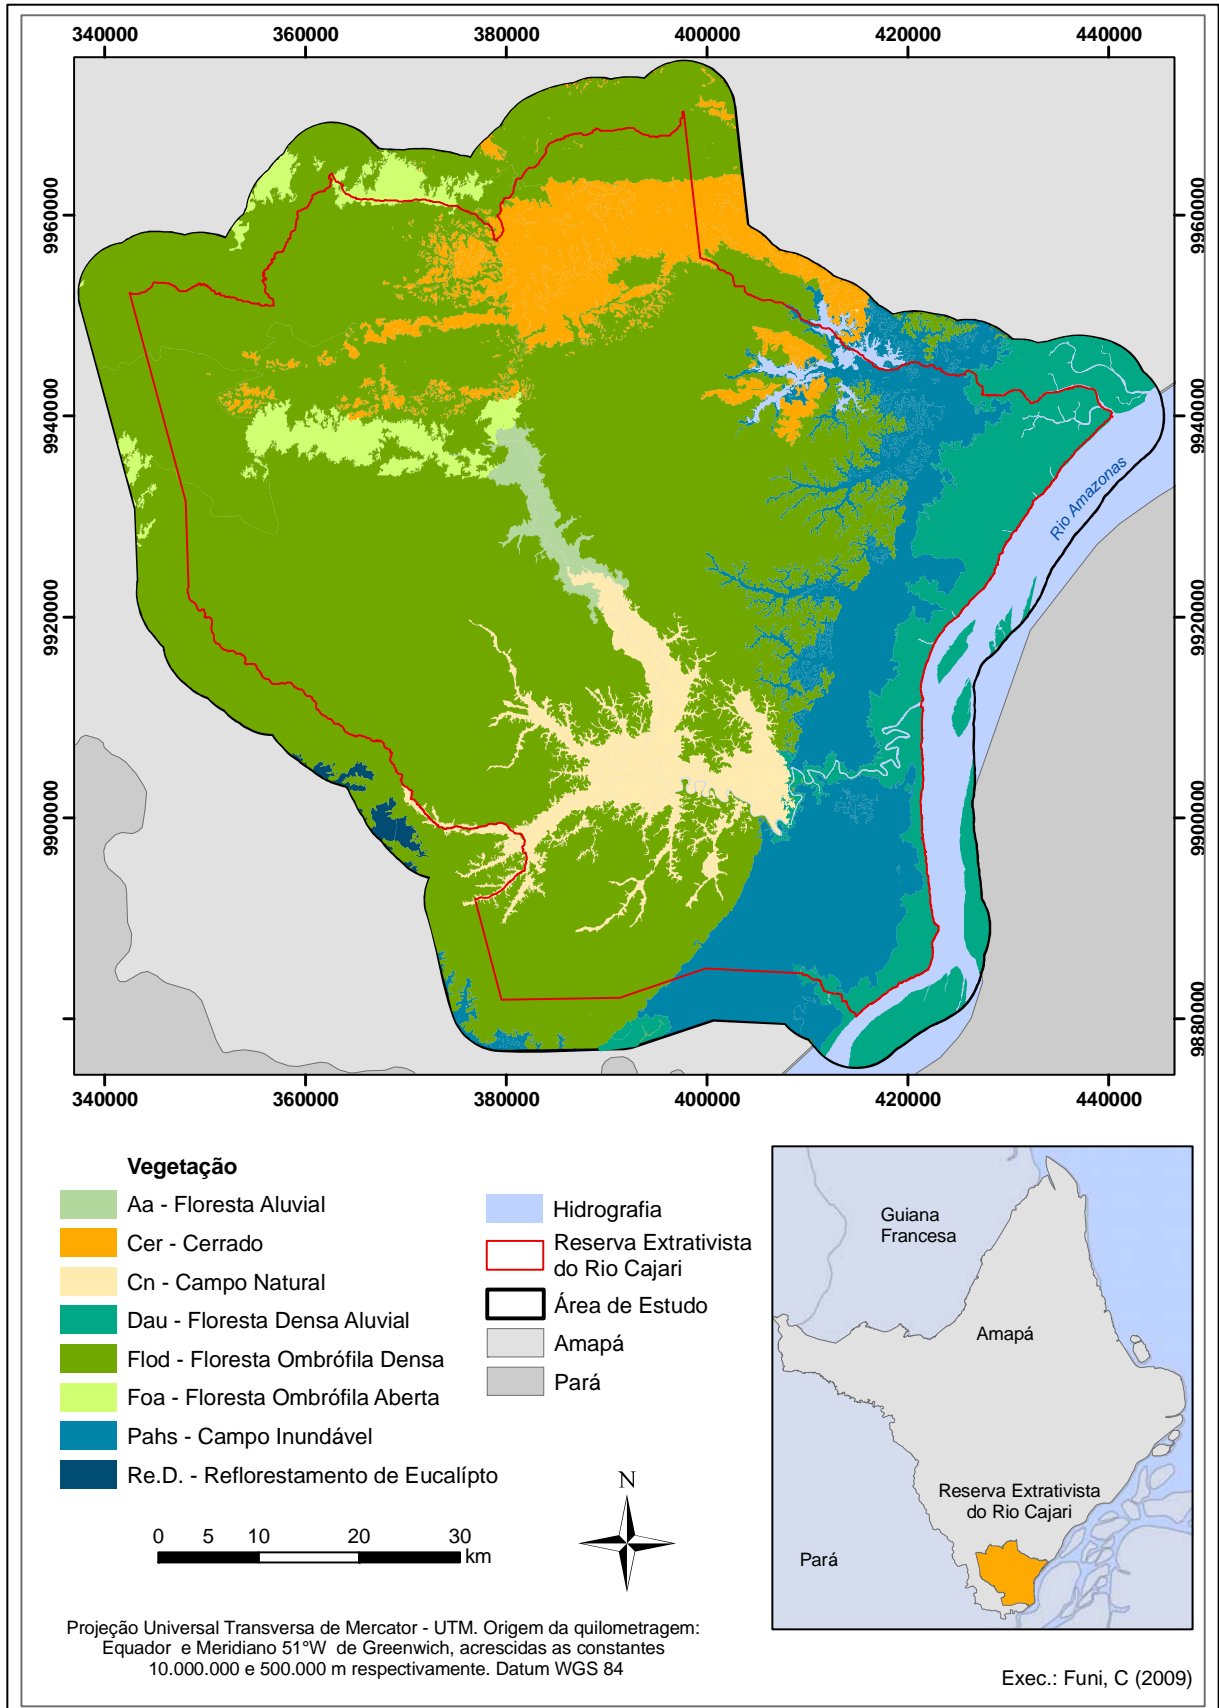 340000 360000 380000 400000 420000 440000
9960000
9960000
9940000
9940000
Rio Amazonas
9920000
9920000
9900000
9900000
9880000
340000 360000 380000 400000 420000 440000
Vegetação
Aa - Floresta Aluvial
Cer - Cerrado
Cn - Campo Natural
Dau - Floresta Densa Aluvial
Flod - Floresta Ombrófila Densa
Foa - Floresta Ombrófila Aberta
Pahs - Campo Inundável
Re.D. - Reflorestamento de Eucalípto
Hidrografia
Reserva Extrativista
do Rio Cajari
Área de Estudo
Amapá
Pará
Guiana
Francesa
Amapá
Reserva Extrativista
do Rio Cajari
Pará
N
0 5 10 20 30
km
Projeção Universal Transversa de Mercator - UTM. Origem da quilometragem:
Equador e Meridiano 51°W de Greenwich, acrescidas as constantes
10.000.000 e 500.000 m respectivamente. Datum WGS 84
Exec.: Funi, C (2009)